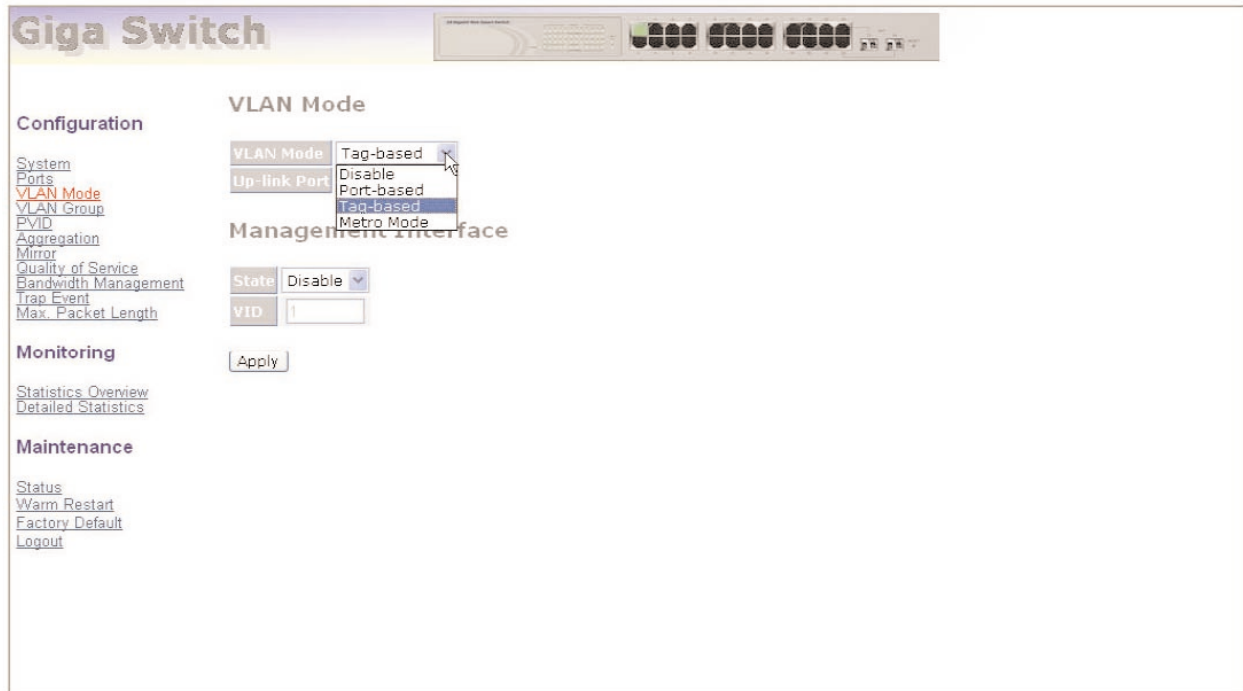 Giga Switch
Configuration
System
Ports
VLAN Mode
VLAN Group
PVID
Aggregation
Mirror
Quality of Service
Bandwidth Management
Trap Event
Max. Packet Length
Monitoring
Statistics Overview
Detailed Statistics
Maintenance
Status
Warm Restart
Factory Default
Logout
VLAN Mode
VLAN Mode Tag-based
Up-link Port
Disable
Port-based
Tag-based
Metro Mode
Management Interface
State Disable
VID 1
Apply